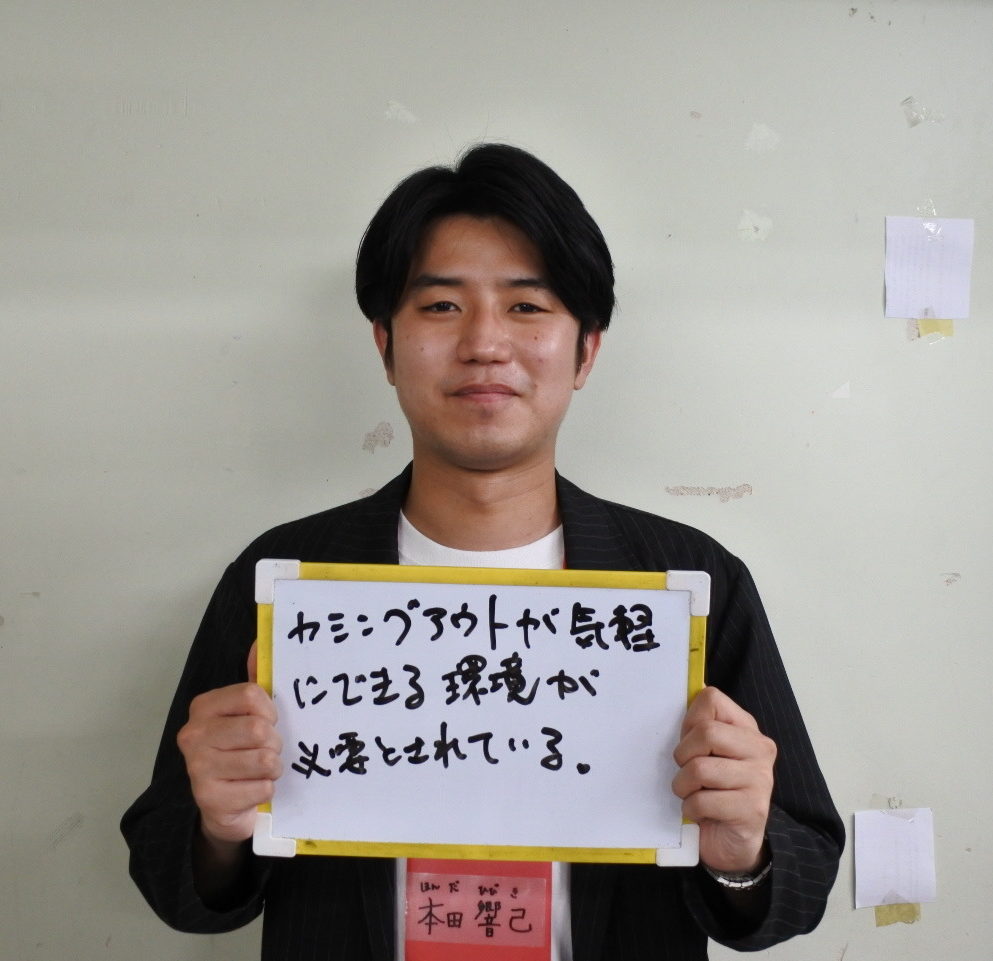 カミングアウトが気軽
にできる環境が
必要とされている。
ほんだ ひびき
本田 響己